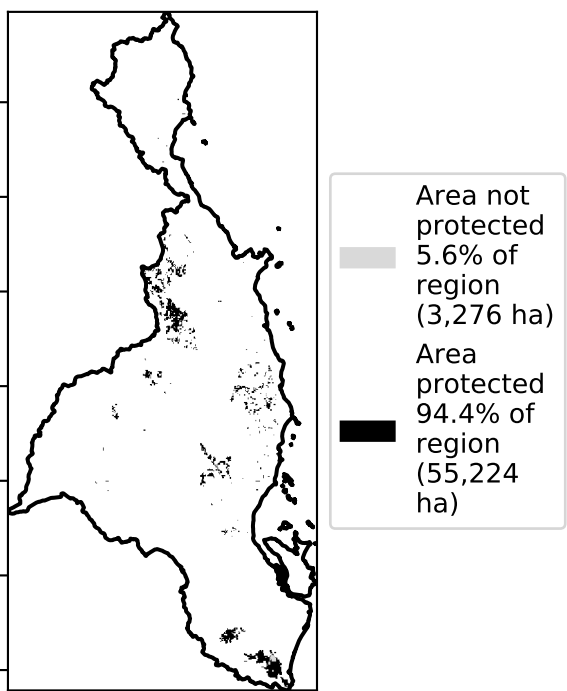 Area not
protected
5.6% of
region
(3,276 ha)
Area
protected
94.4% of
region
(55,224
ha)